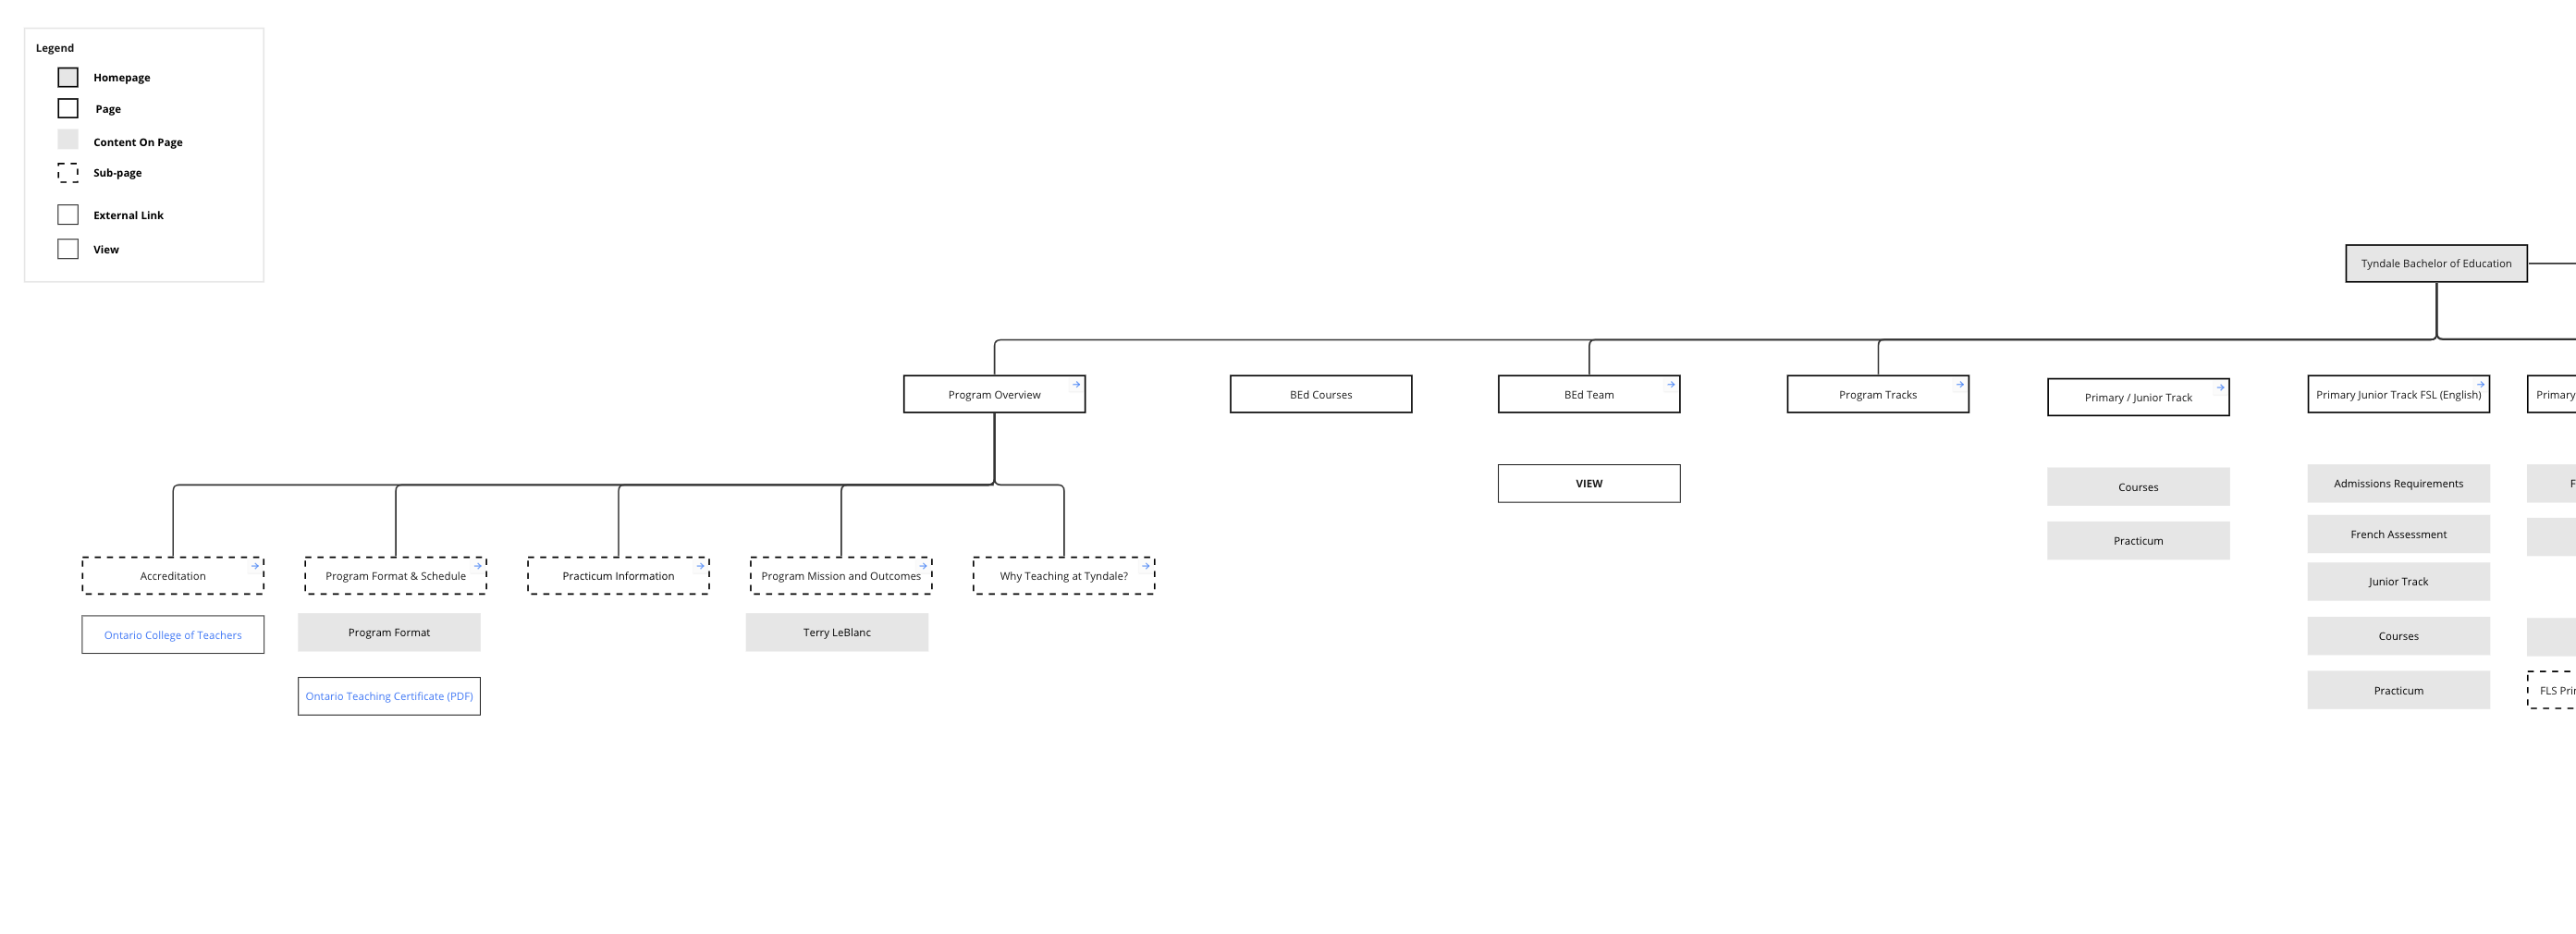 Legend
Homepage
Page
Content On Page
Sub-page
External Link
View
Tyndale Bachelor of Education
Program Overview
BEd Courses
BEd Team
Program Tracks
Primary / Junior Track
Primary Junior Track FSL (English)
Primary
VIEW
Courses
Practicum
Admissions Requirements
French Assessment
Junior Track
Courses
Practicum
F
FLS Prin
Accreditation
Program Format & Schedule
Practicum Information
Program Mission and Outcomes
Why Teaching at Tyndale?
Ontario College of Teachers
Program Format
Terry LeBlanc
Ontario Teaching Certificate (PDF)